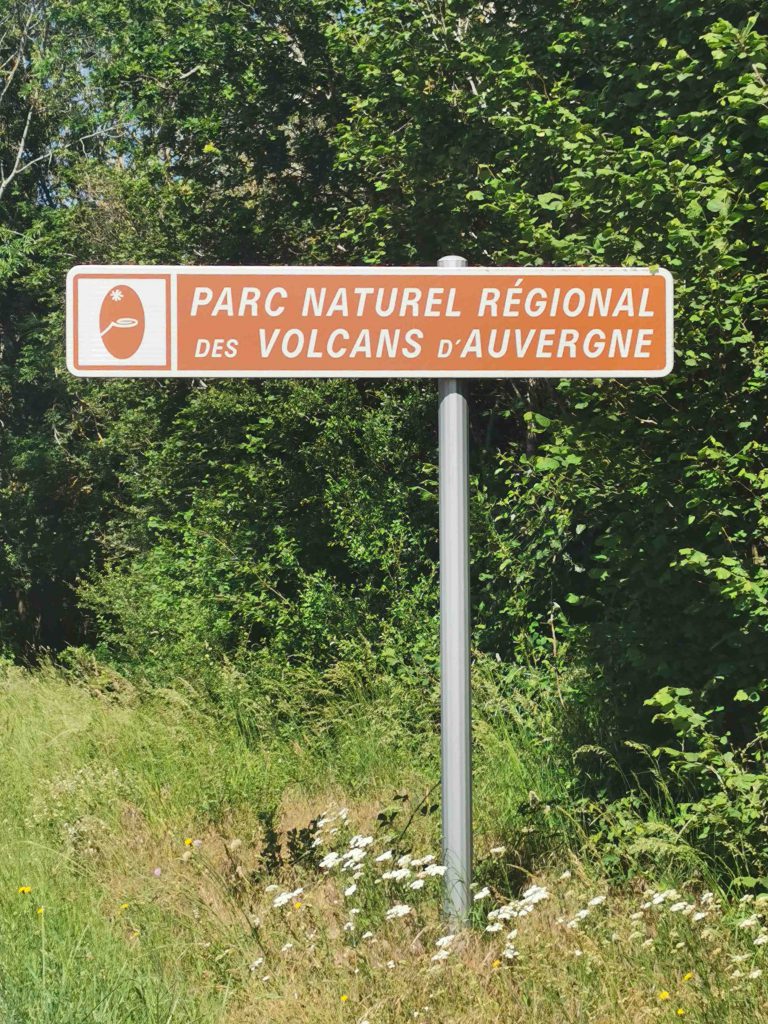 PARC NATUREL RÉGIONAL
DES VOLCANS D'AUVERGNE